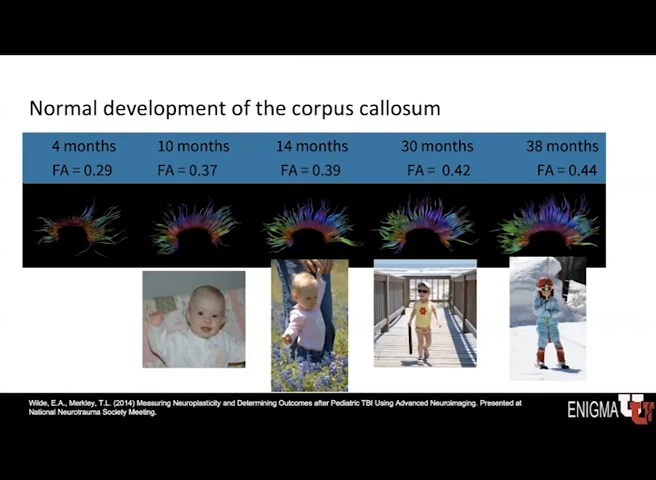 Normal development of the corpus callosum
4 months 10 months 14 months 30 months 38 months
FA = 0.29 FA = 0.37 FA = 0.39 FA = 0.42 FA = 0.44
Wilde, E.A., Merkley, T.L. (2014) Measuring Neuroplasticity and Determining Outcomes after Pediatric TBI Using Advanced Neuroimaging. Presented at
National Neurotrauma Society Meeting.
ENIGMA